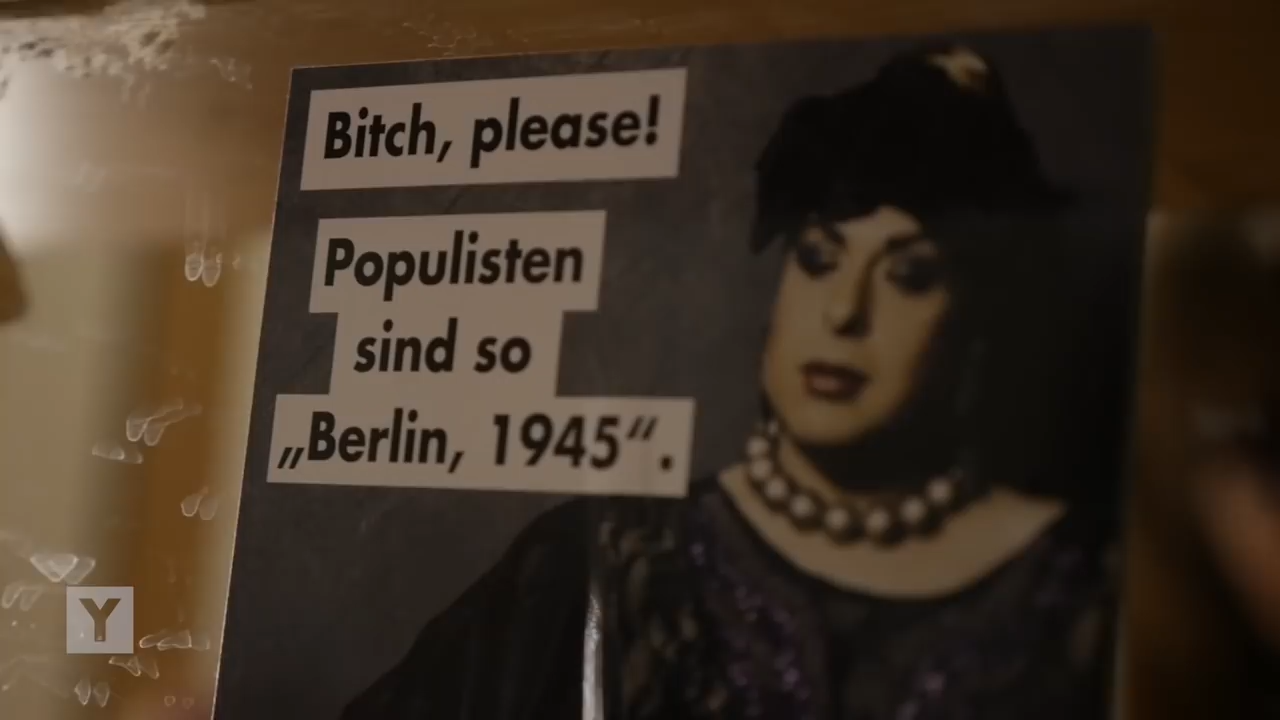 Bitch, please!
Populisten
sind so
„Berlin, 1945“.
Y